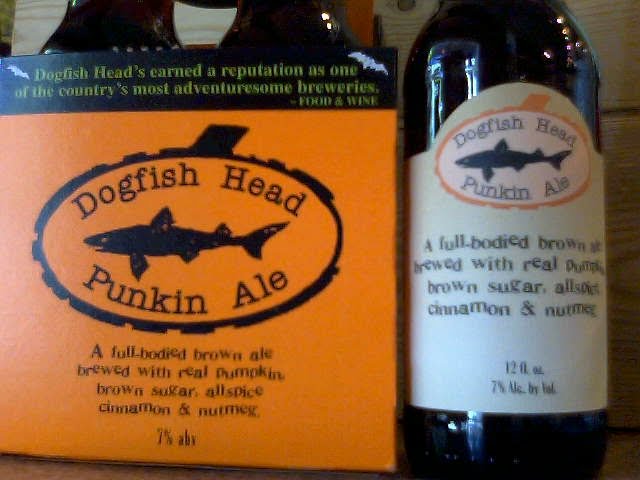 Dogfish Head's earned a reputation as one
of the country's most adventuresome breweries.
~ FOOD & WINE
Dogfish Head
Punkin Ale
A full-bodied brown ale
brewed with real pumpkin,
brown sugar, allspice
cinnamon & nutmeg.
7% abv
Dogfish Head
Punkin Ale
A full-bodied brown ale
brewed with real pumpkin
brown sugar, allspice
cinnamon & nutmeg
12 fl. oz.
7% Alc. by Vol.